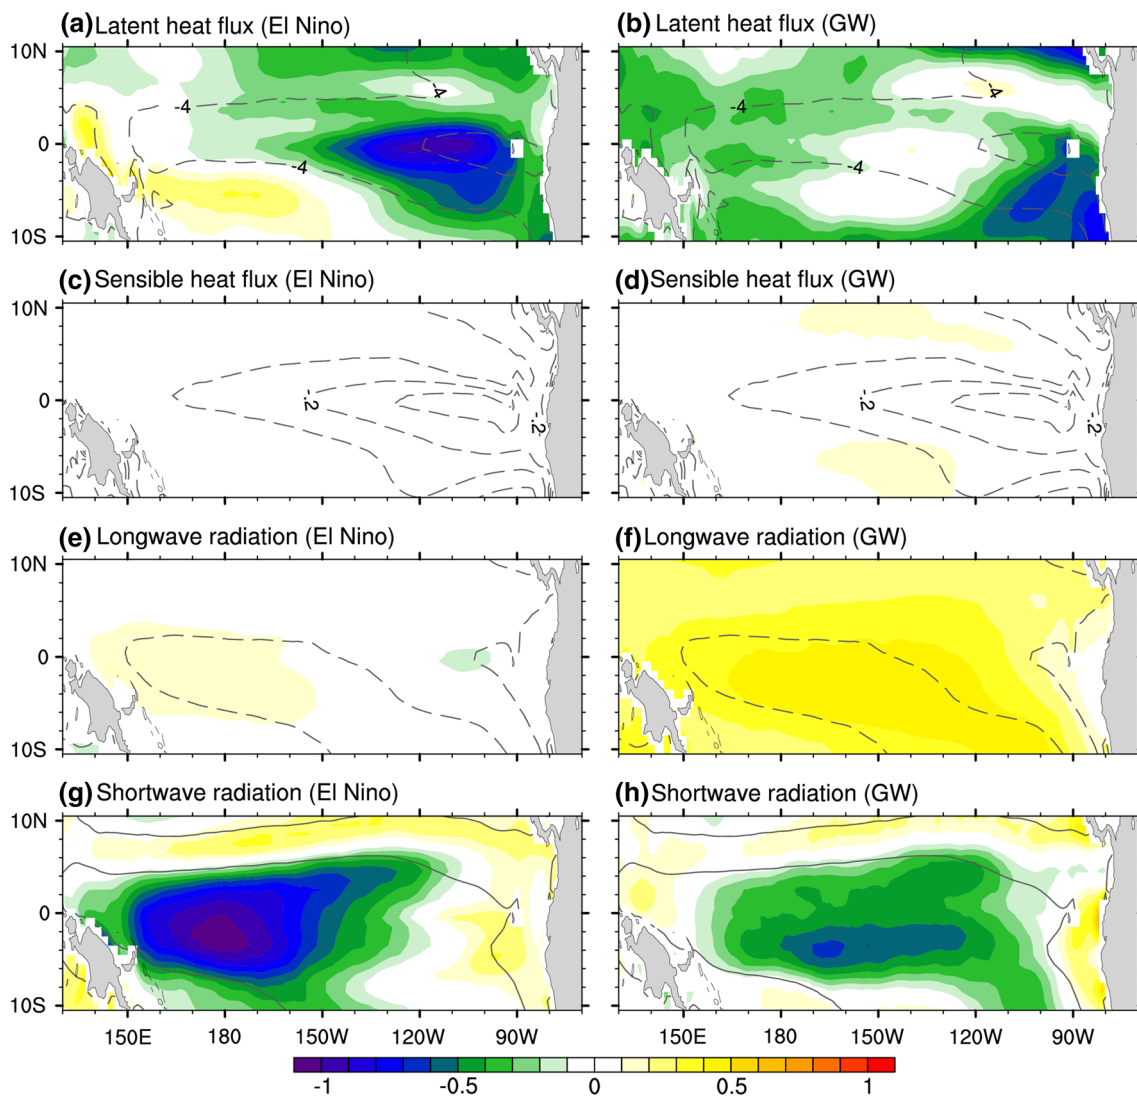 (a) Latent heat flux (El Nino)
(b) Latent heat flux (GW)
10N
0
10S
-4
-4
-4
-4
-4
-4
(c) Sensible heat flux (El Nino)
(d) Sensible heat flux (GW)
10N
0
10S
-.2
-.2
-.2
-.2
(e) Longwave radiation (El Nino)
(f) Longwave radiation (GW)
10N
0
10S
(g) Shortwave radiation (El Nino)
(h) Shortwave radiation (GW)
10N
0
10S
150E 180 150W 120W 90W
150E 180 150W 120W 90W
-1 -0.5 0 0.5 1